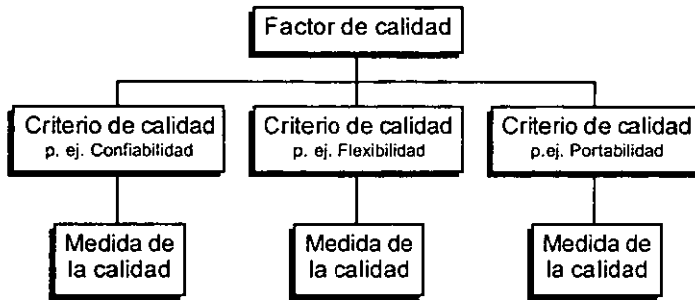 Factor de calidad
Criterio de calidad
p. ej. Confiabilidad
Criterio de calidad
p. ej. Flexibilidad
Criterio de calidad
p.ej. Portabilidad
Medida de
la calidad
Medida de
la calidad
Medida de
la calidad